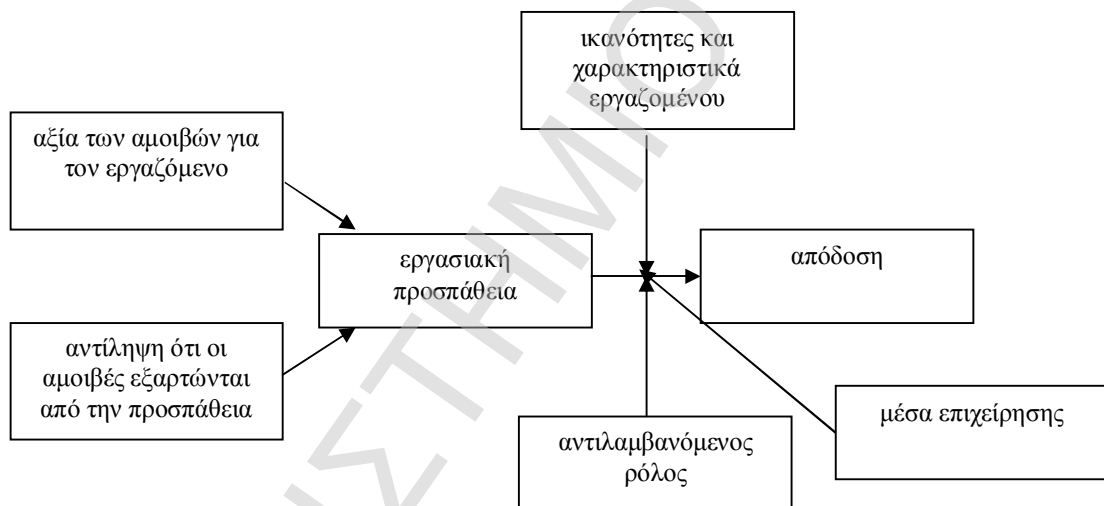 ικανότητες και
χαρακτηριστικά
εργαζομένου
αξία των αμοιβών για
τον εργαζόμενο
εργασιακή
προσπάθεια
απόδοση
αντίληψη ότι οι
αμοιβές εξαρτώνται
από την προσπάθεια
αντιλαμβανόμενος
ρόλος
μέσα επιχείρησης
ΗΣΤΗΜΙΟ